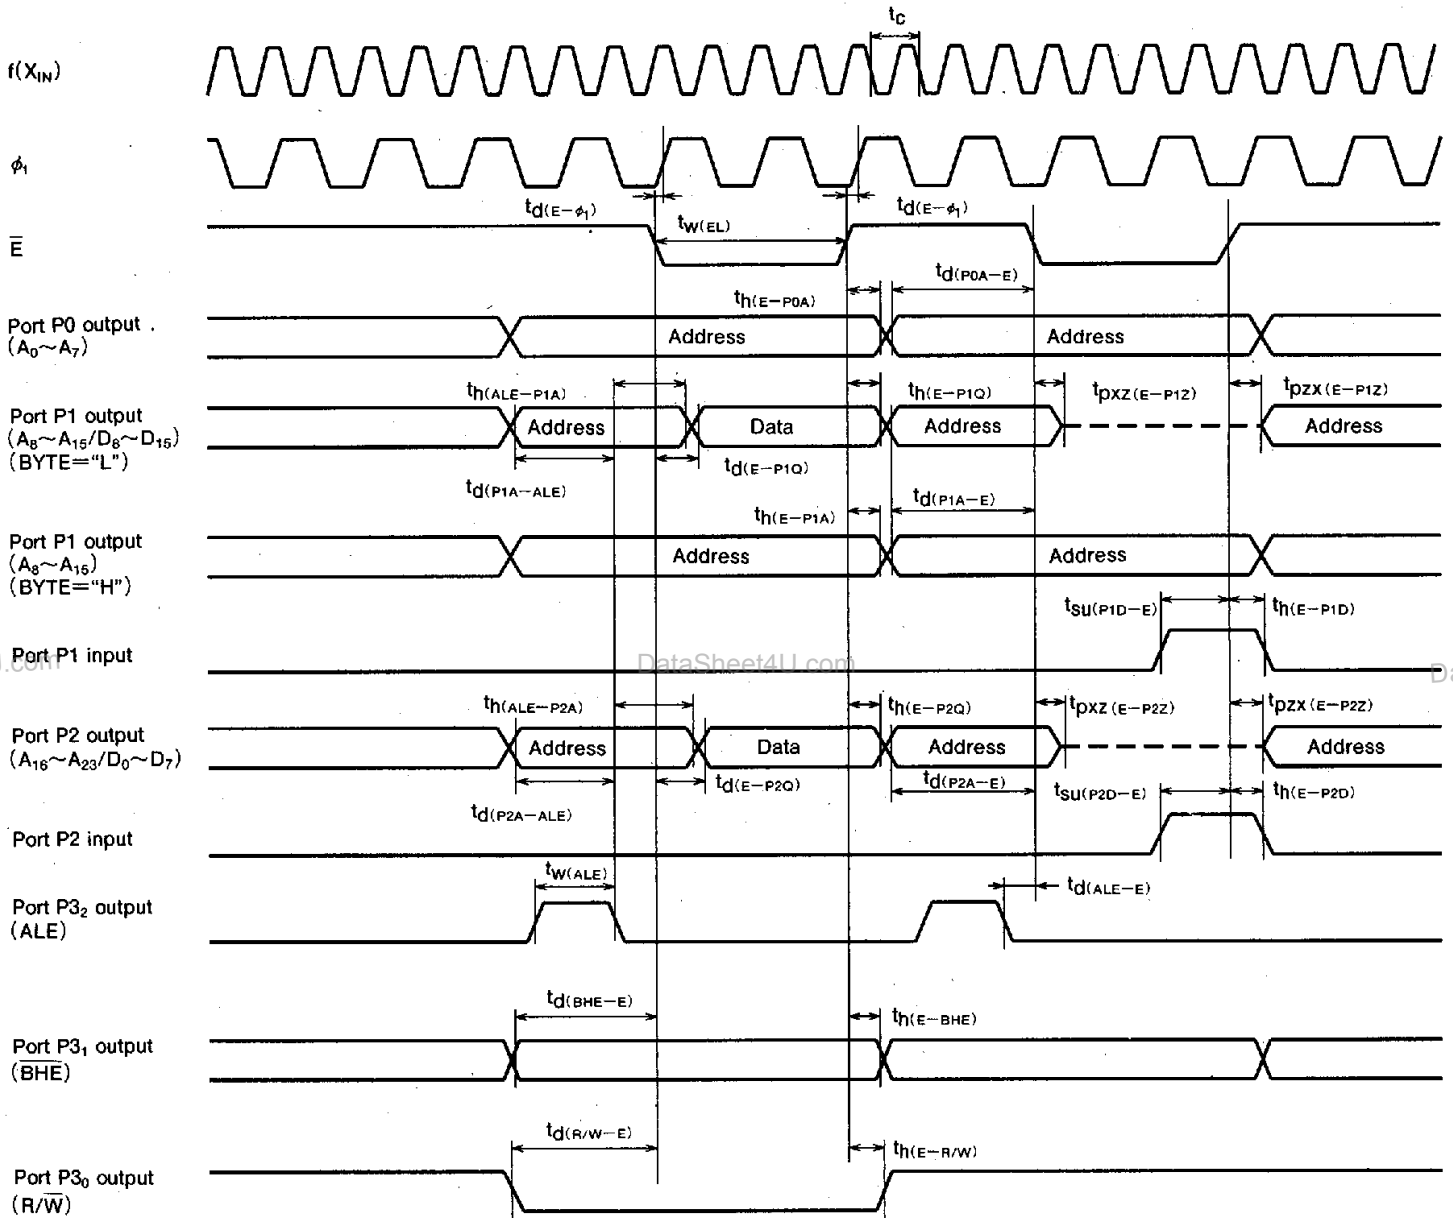 tC
f(XIN)
ϕ1
td(E−ϕ1)
tw(EL)
td(E−ϕ1)
E̅
td(P0A−E)
th(E−P0A)
Port P0 output
(A0~A7)
Address
Address
th(ALE−P1A)
th(E−P1Q)
tpxz(E−P1Z)
tpzx(E−P1Z)
Port P1 output
(A8~A15/D8~D15)
(BYTE="L")
Address
Data
Address
Address
td(E−P1Q)
td(P1A−ALE)
td(P1A−E)
th(E−P1A)
Port P1 output
(A8~A15)
(BYTE="H")
Address
Address
tsu(P1D−E)
th(E−P1D)
Port P1 input
DataSheet4U.com
th(ALE−P2A)
th(E−P2Q)
tpxz(E−P2Z)
tpzx(E−P2Z)
Port P2 output
(A16~A23/D0~D7)
Address
Data
Address
Address
td(E−P2Q)
td(P2A−E)
tsu(P2D−E)
th(E−P2D)
td(P2A−ALE)
Port P2 input
tw(ALE)
td(ALE−E)
Port P32 output
(ALE)
td(BHE−E)
th(E−BHE)
Port P31 output
(B̅H̅E̅)
td(R/W−E)
th(E−R/W)
Port P30 output
(R/W̅)